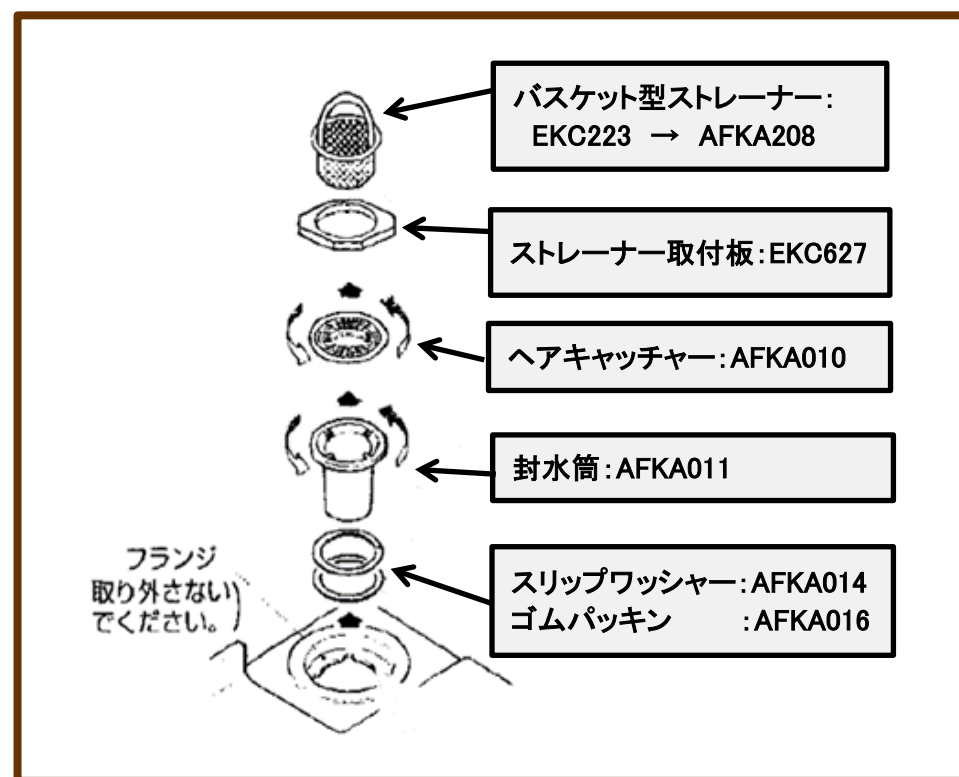 バスケット型ストレーナー:
EKC223 → AFKA208
ストレーナー取付板:EKC627
ヘアキャッチャー:AFKA010
封水筒:AFKA011
スリップワッシャー:AFKA014
ゴムパッキン :AFKA016
フランジ
取り外さない
でください。